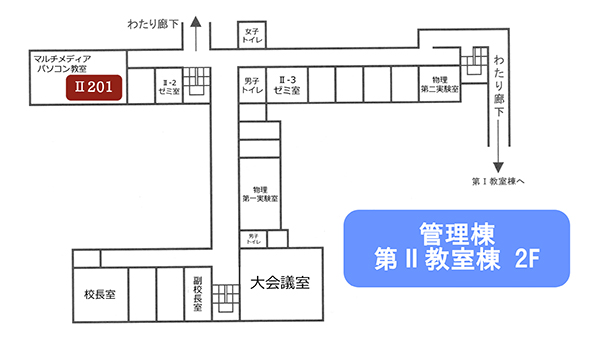 わたり廊下
女子
トイレ
マルチメディア
パソコン教室
Ⅱ201
Ⅱ-2
ゼミ室
男子
トイレ
Ⅱ-3
ゼミ室
物理
第二実験室
わたり廊下
第Ⅰ教室棟へ
物理
第一実験室
男子
トイレ
管理棟
第Ⅱ教室棟 2F
校長室
副校長室
大会議室